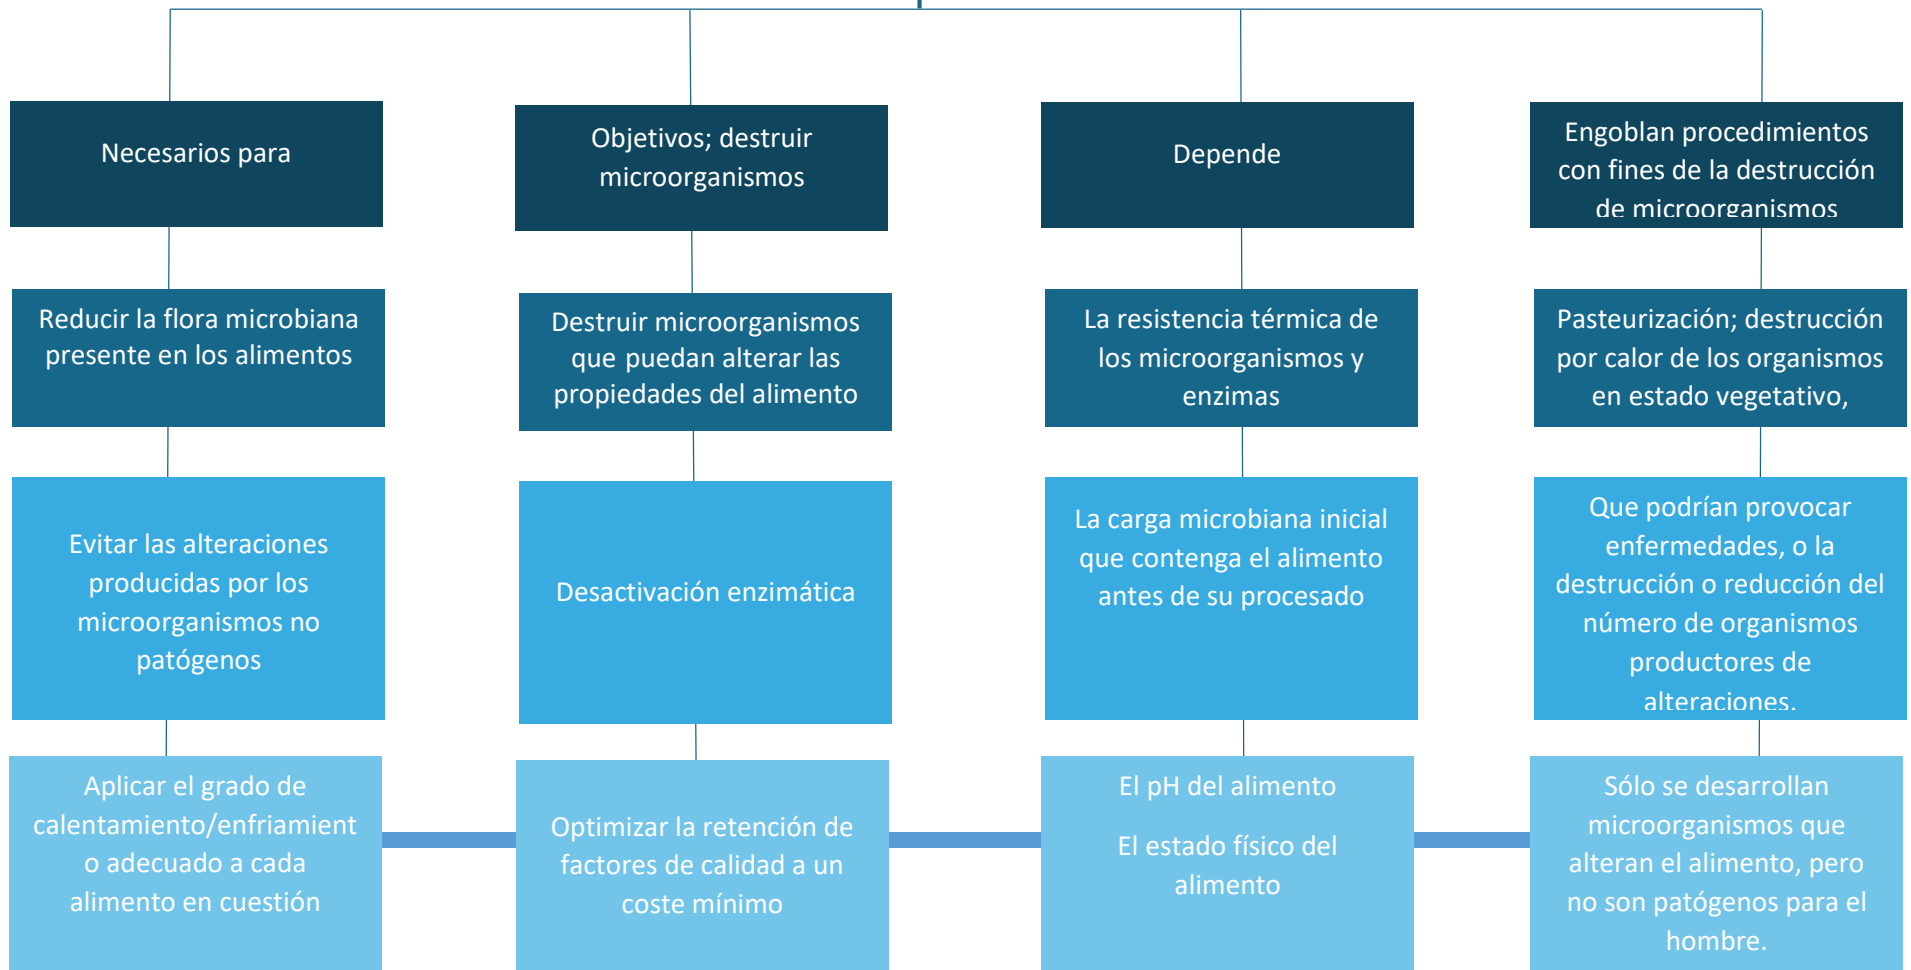 Necesarios para
Objetivos; destruir
microorganismos
Depende
Engoblan procedimientos
con fines de la destrucción
de microorganismos
Reducir la flora microbiana
presente en los alimentos
Destruir microorganismos
que puedan alterar las
propiedades del alimento
La resistencia térmica de
los microorganismos y
enzimas
Pasteurización; destrucción
por calor de los organismos
en estado vegetativo,
Evitar las alteraciones
producidas por los
microorganismos no
patógenos
Desactivación enzimática
La carga microbiana inicial
que contenga el alimento
antes de su procesado
Que podrían provocar
enfermedades, o la
destrucción o reducción del
número de organismos
productores de
alteraciones.
Aplicar el grado de
calentamiento/enfriamient
o adecuado a cada
alimento en cuestión
Optimizar la retención de
factores de calidad a un
coste mínimo
El pH del alimento
El estado físico del
alimento
Sólo se desarrollan
microorganismos que
alteran el alimento, pero
no son patógenos para el
hombre.